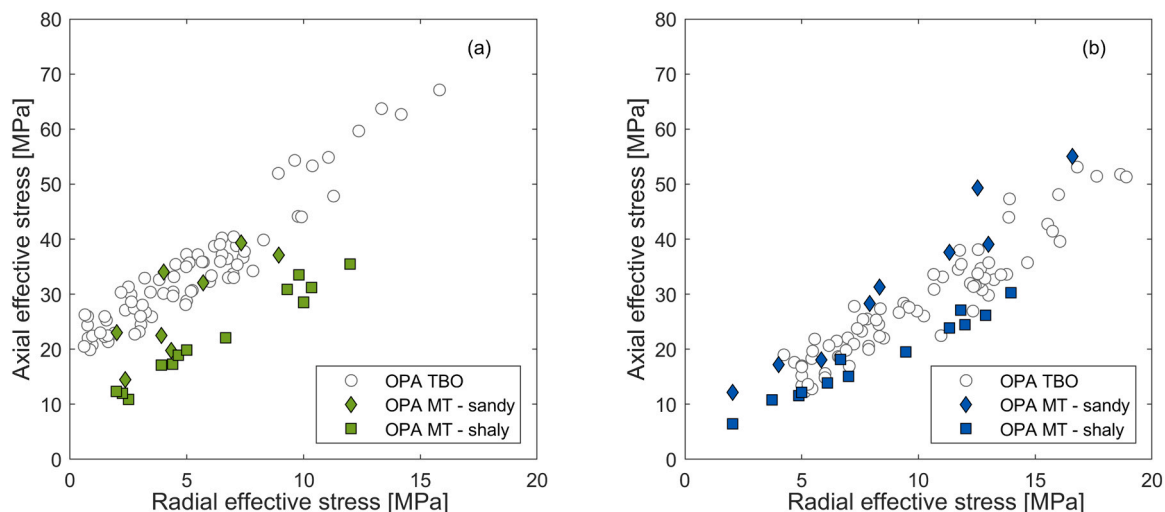 80
70
60
50
40
30
20
10
0
0
5
10
15
20
Axial effective stress [MPa]
Radial effective stress [MPa]
(a)
OPA TBO
OPA MT - sandy
OPA MT - shaly
80
70
60
50
40
30
20
10
0
0
5
10
15
20
Axial effective stress [MPa]
Radial effective stress [MPa]
(b)
OPA TBO
OPA MT - sandy
OPA MT - shaly